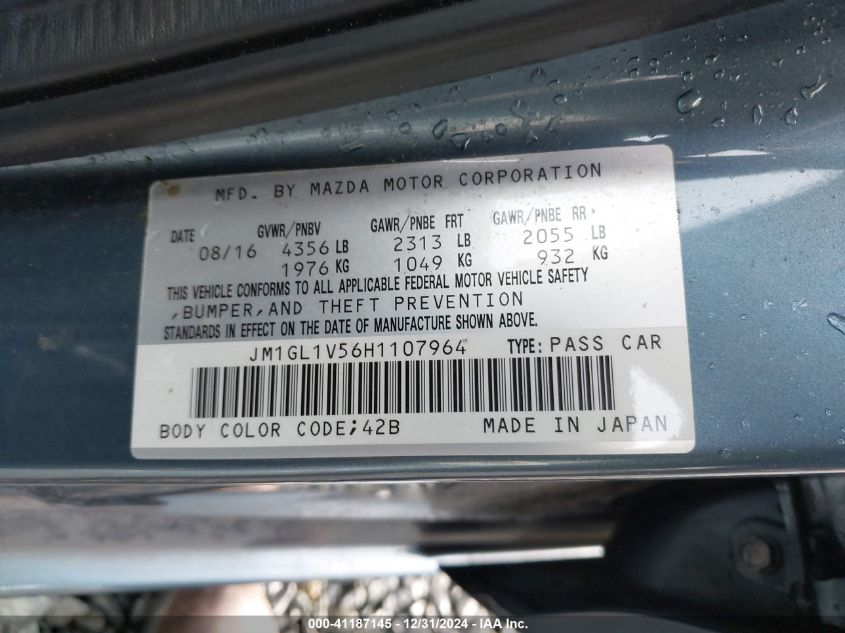 MFD. BY MAZDA MOTOR CORPORATION
DATE GVWR/PNBV GAWR/PNBE FRT GAWR/PNBE RR
08/16 4356 LB 2313 LB 2055 LB
1976 KG 1049 KG 932 KG
THIS VEHICLE CONFORMS TO ALL APPLICABLE FEDERAL MOTOR VEHICLE SAFETY
,BUMPER,AND THEFT PREVENTION
STANDARDS IN EFFECT ON THE DATE OF MANUFACTURE SHOWN ABOVE.
JM1GL1V56H1107964 TYPE: PASS CAR
BODY COLOR CODE;42B MADE IN JAPAN
©-41187145 - 12/31/2024 - IAAI, Inc.